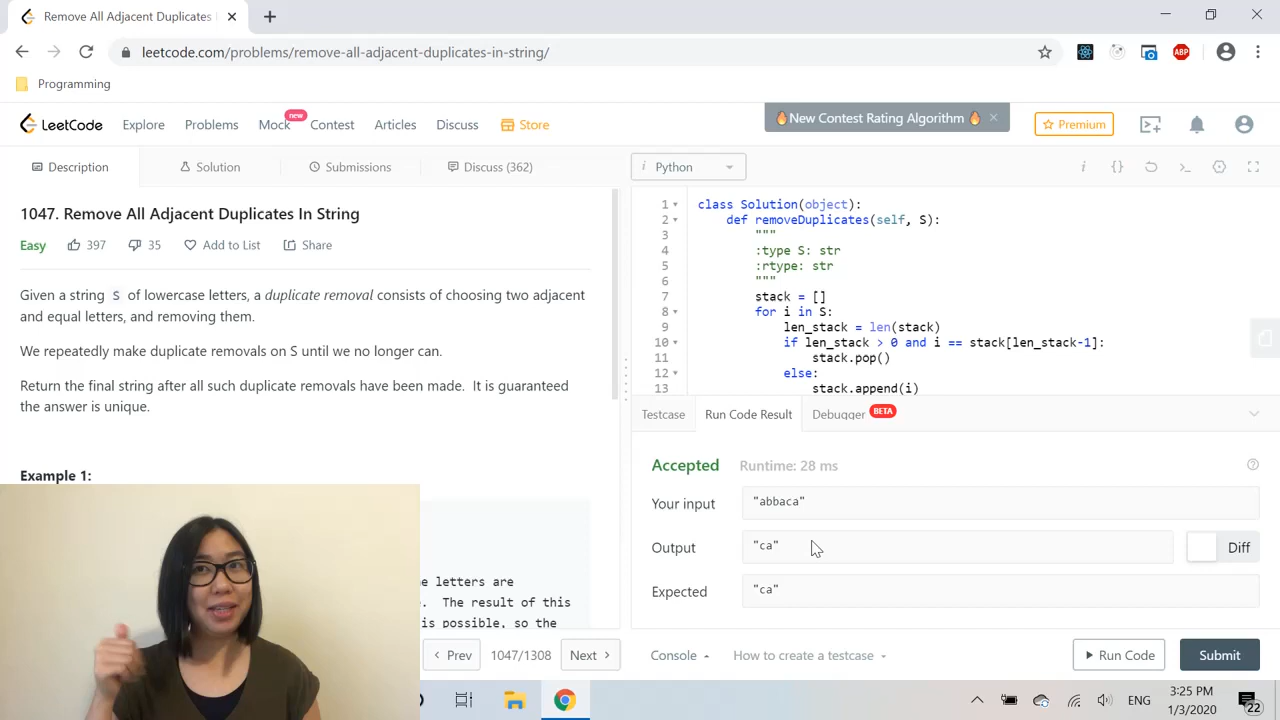 Remove All Adjacent Duplicates
leetcode.com/problems/remove-all-adjacent-duplicates-in-string/
ABP
Programming
LeetCode
Explore
Problems
Mock
new
Contest
Articles
Discuss
Store
New Contest Rating Algorithm
Premium
Description
Solution
Submissions
Discuss (362)
1047. Remove All Adjacent Duplicates In String
Easy
397
35
Add to List
Share
Given a string S of lowercase letters, a duplicate removal consists of choosing two adjacent
and equal letters, and removing them.
We repeatedly make duplicate removals on S until we no longer can.
Return the final string after all such duplicate removals have been made. It is guaranteed
the answer is unique.
Example 1:
e letters are
. The result of this
is possible, so the
Prev
1047/1308
Next
i Python
1 class Solution(object):
2 def removeDuplicates(self, S):
3 """
4 :type S: str
5 :rtype: str
6 """
7 stack = []
8 for i in S:
9 len_stack = len(stack)
10 if len_stack > 0 and i == stack[len_stack-1]:
11 stack.pop()
12 else:
13 stack.append(i)
Testcase
Run Code Result
Debugger
BETA
Accepted
Runtime: 28 ms
Your input
"abbaca"
Output
"ca"
Diff
Expected
"ca"
Console
How to create a testcase
Run Code
Submit
ENG
3:25 PM
1/3/2020
22